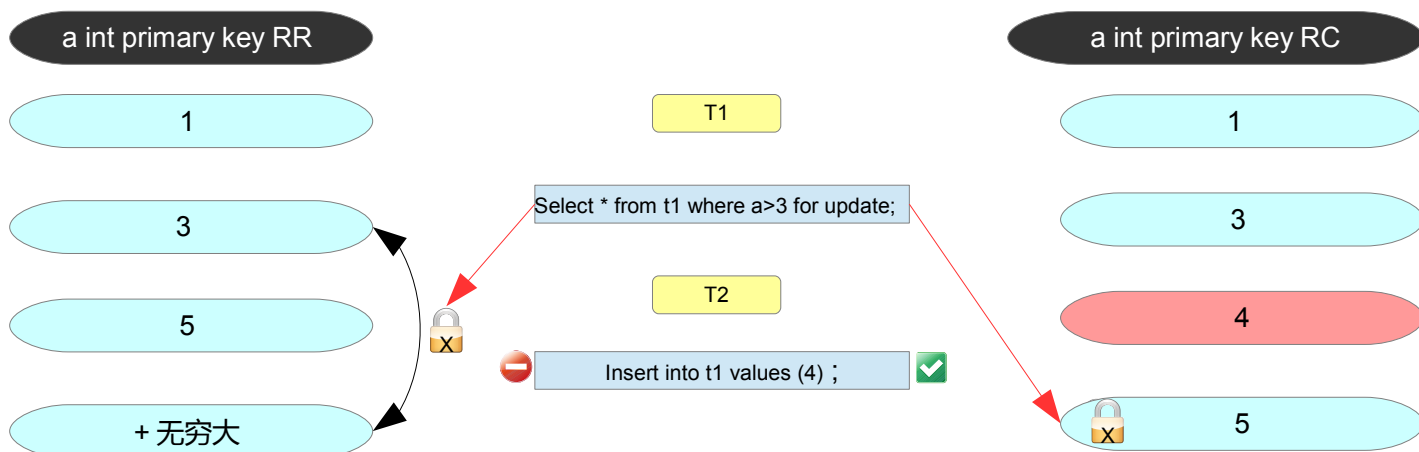 a int primary key RR
1
3
5
+ 无穷大
T1
Select * from t1 where a>3 for update;
X
T2
Insert into t1 values (4) ；
a int primary key RC
1
3
4
X
5